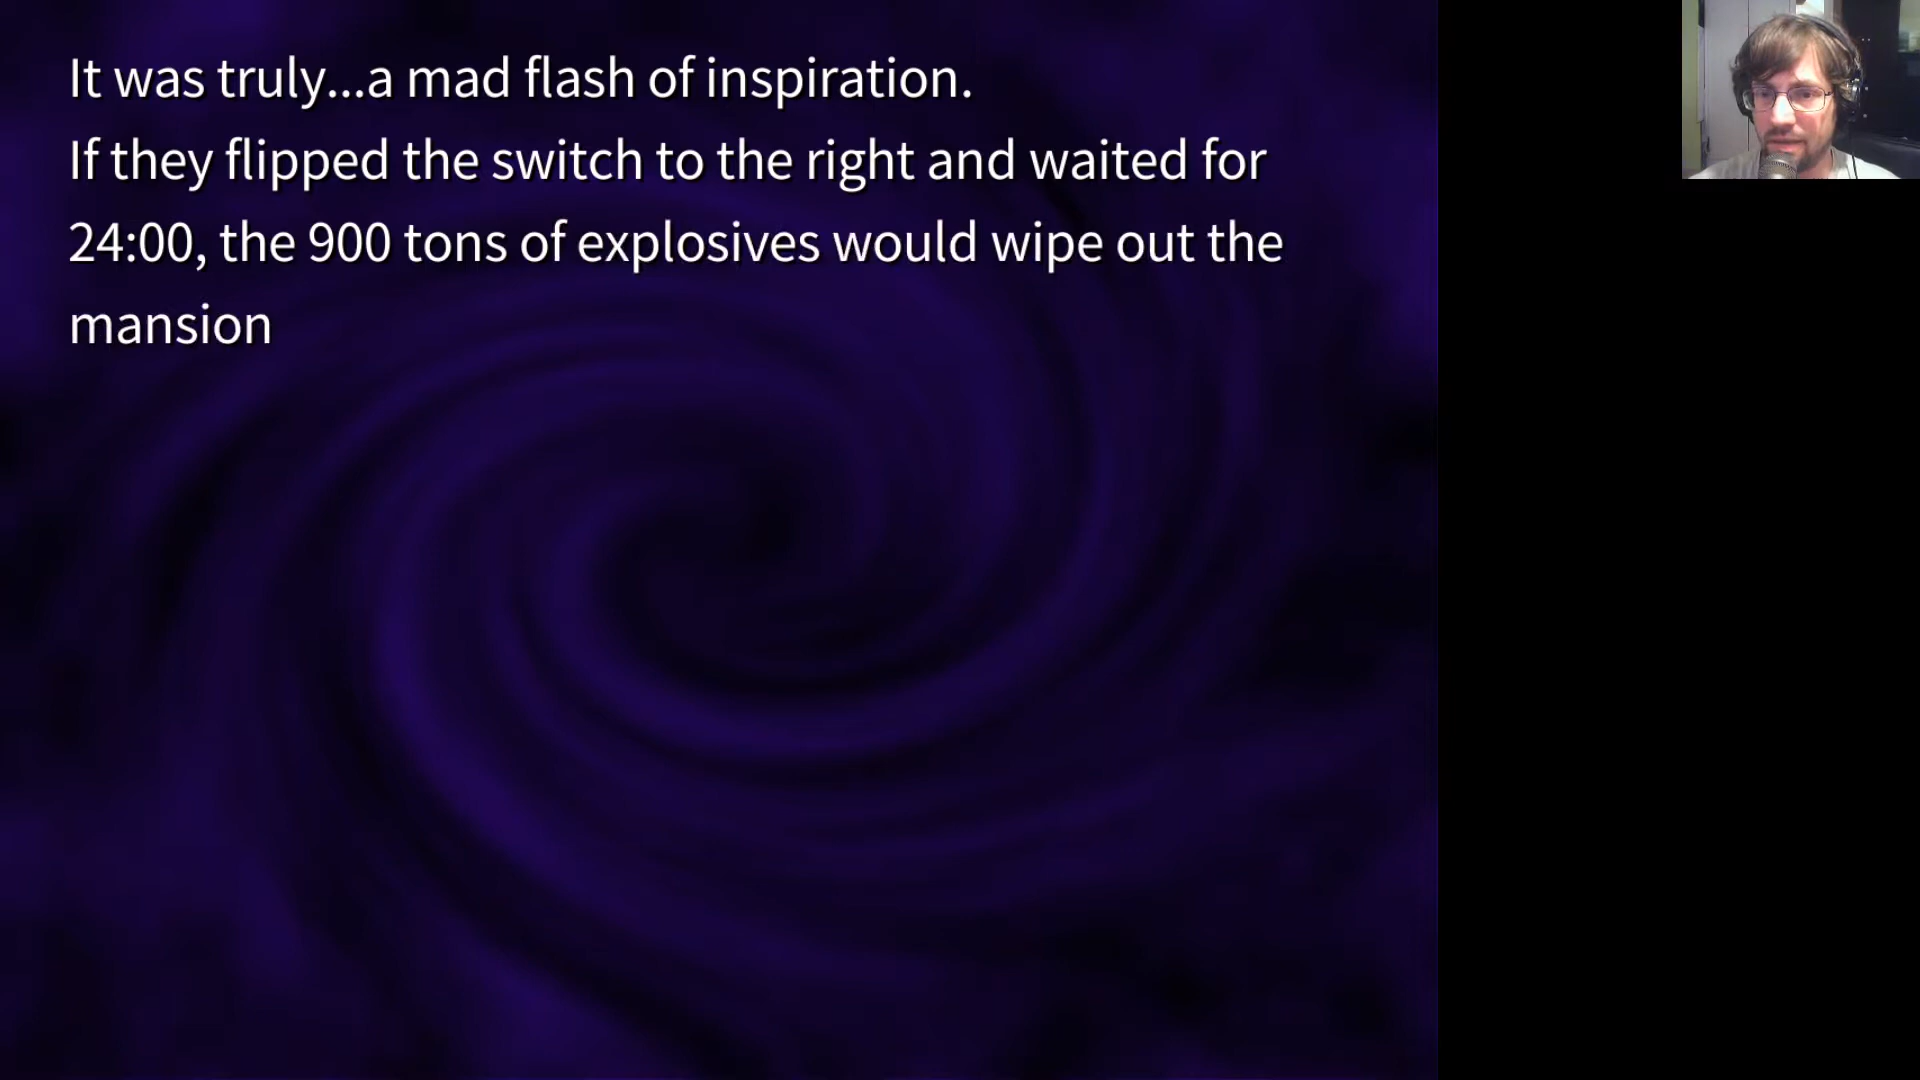 It was truly...a mad flash of inspiration.
If they flipped the switch to the right and waited for
24:00, the 900 tons of explosives would wipe out the
mansion